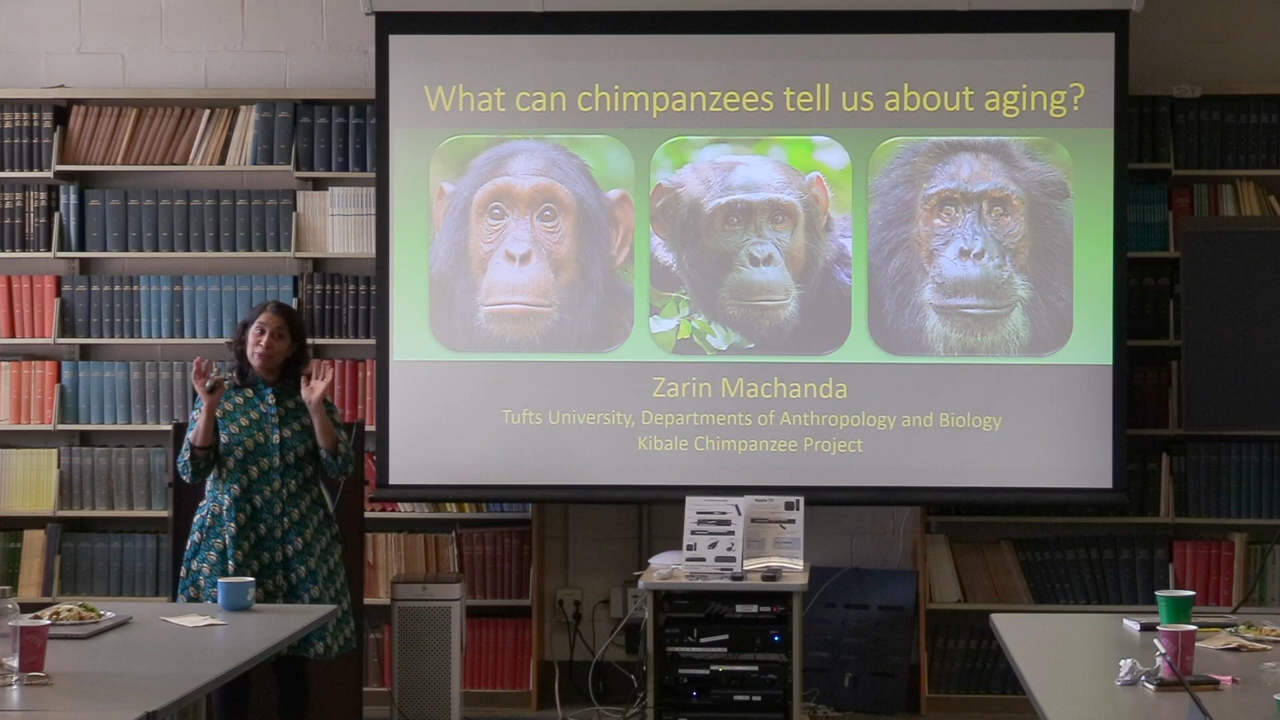 What can chimpanzees tell us about aging?
Zarin Machanda
Tufts University, Departments of Anthropology and Biology
Kibale Chimpanzee Project